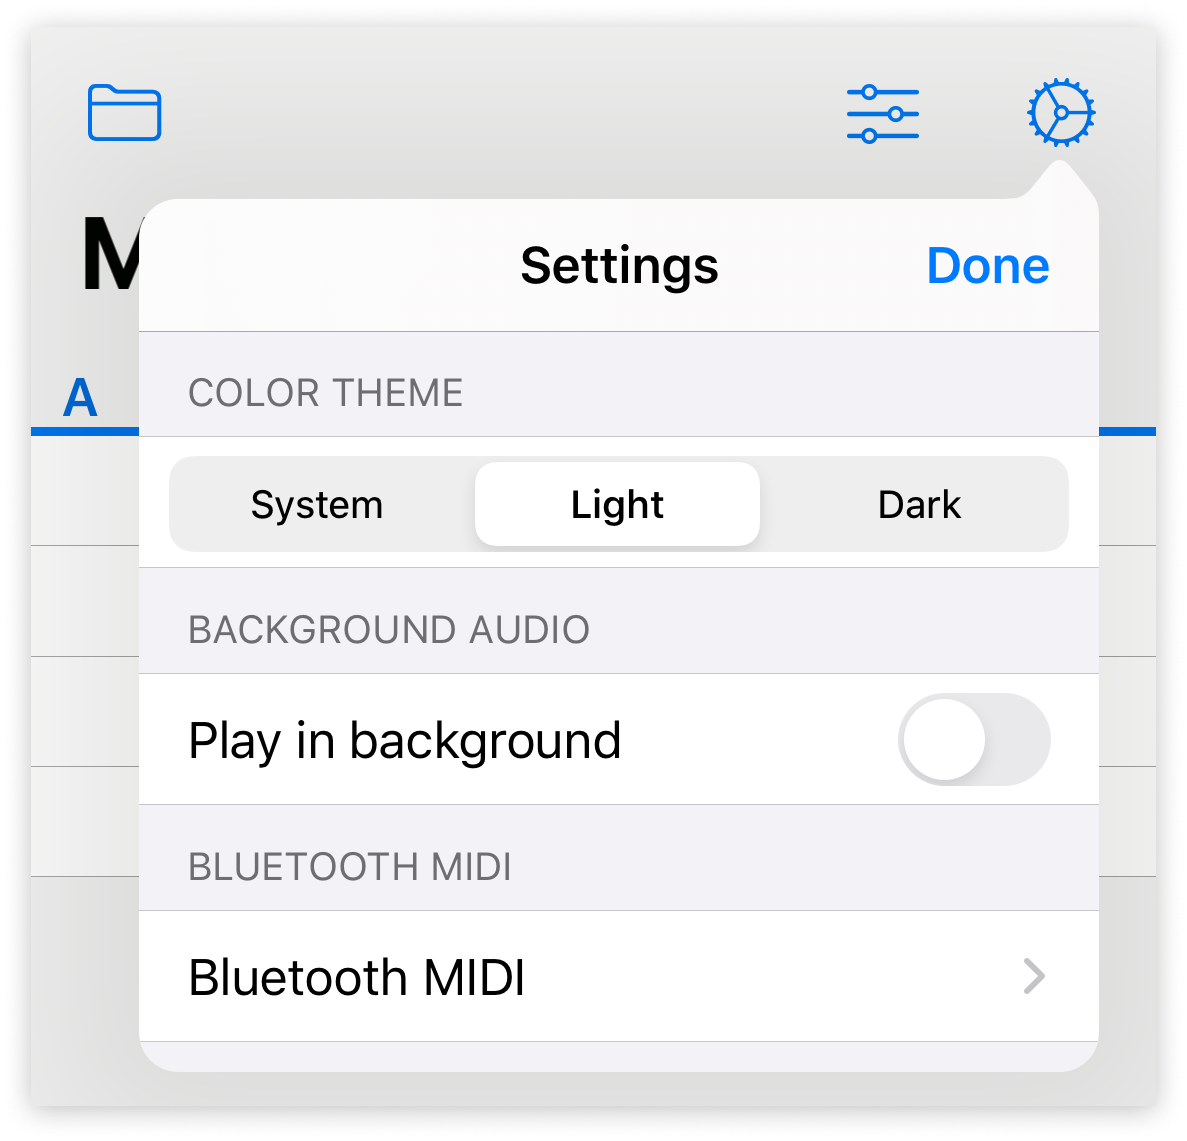 M
Settings
Done
A
COLOR THEME
System
Light
Dark
BACKGROUND AUDIO
Play in background
BLUETOOTH MIDI
Bluetooth MIDI